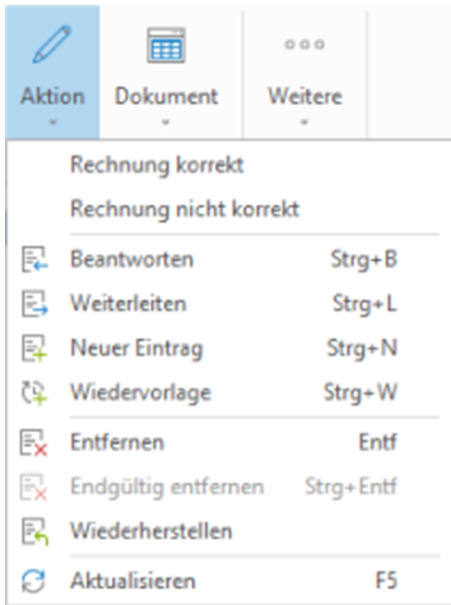 Aktion Dokument Weitere
Rechnung korrekt
Rechnung nicht korrekt
Beantworten Strg+B
Weiterleiten Strg+L
Neuer Eintrag Strg+N
Wiedervorlage Strg+W
Entfernen Entf
Endgültig entfernen Strg+Entf
Wiederherstellen
Aktualisieren F5